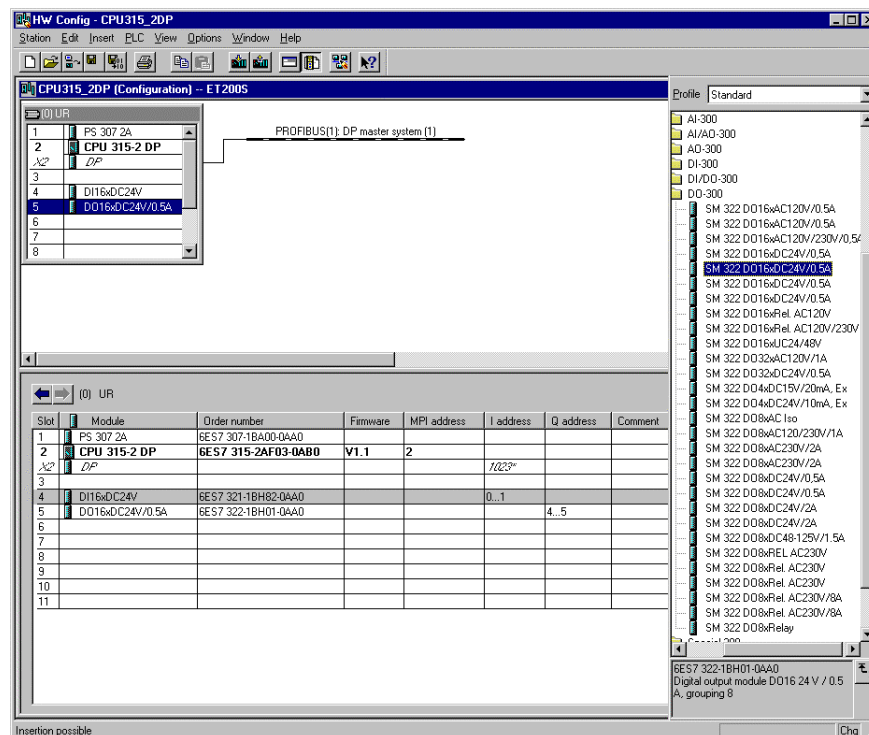 HW Config - CPU315_2DP
Station Edit Insert PLC View Options Window Help
CPU315_2DP (Configuration) -- ET200S
(0) UR
1 PS 307 2A
2 CPU 315-2 DP
X2 DP
3
4 DI16xDC24V
5 DO16xDC24V/0.5A
6
7
8
PROFIBUS(1): DP master system (1)
(0) UR
Slot Module Order number Firmware MPI address I address Q address Comment
1 PS 307 2A 6ES7 307-1BA00-0AA0
2 CPU 315-2 DP 6ES7 315-2AF03-0AB0 V1.1 2
X2 DP 1023*
3
4 DI16xDC24V 6ES7 321-1BH82-0AA0 0...1
5 DO16xDC24V/0.5A 6ES7 322-1BH01-0AA0 4...5
6
7
8
9
10
11
Profile Standard
AI-300
AI/AO-300
AO-300
DI-300
DI/DO-300
DO-300
SM 322 DO16xAC120V/0.5A
SM 322 DO16xAC120V/0.5A
SM 322 DO16xAC120V/230V/0,5A
SM 322 DO16xDC24V/0,5A
SM 322 DO16xDC24V/0.5A
SM 322 DO16xDC24V/0.5A
SM 322 DO16xDC24V/0.5A
SM 322 DO16xRel. AC120V
SM 322 DO16xRel. AC120V/230V
SM 322 DO16xUC24/48V
SM 322 DO32xAC120V/1A
SM 322 DO32xDC24V/0.5A
SM 322 DO4xDC15V/20mA, Ex
SM 322 DO4xDC24V/10mA, Ex
SM 322 DO8xAC Iso
SM 322 DO8xAC120/230V/1A
SM 322 DO8xAC230V/2A
SM 322 DO8xAC230V/2A
SM 322 DO8xDC24V/0,5A
SM 322 DO8xDC24V/0.5A
SM 322 DO8xDC24V/2A
SM 322 DO8xDC24V/2A
SM 322 DO8xDC48-125V/1.5A
SM 322 DO8xREL AC230V
SM 322 DO8xRel. AC230V
SM 322 DO8xRel. AC230V
SM 322 DO8xRel. AC230V/8A
SM 322 DO8xRel. AC230V/8A
SM 322 DO8xRelay
6ES7 322-1BH01-0AA0
Digital output module DO16 24 V / 0.5
A, grouping 8
Insertion possible
Chg